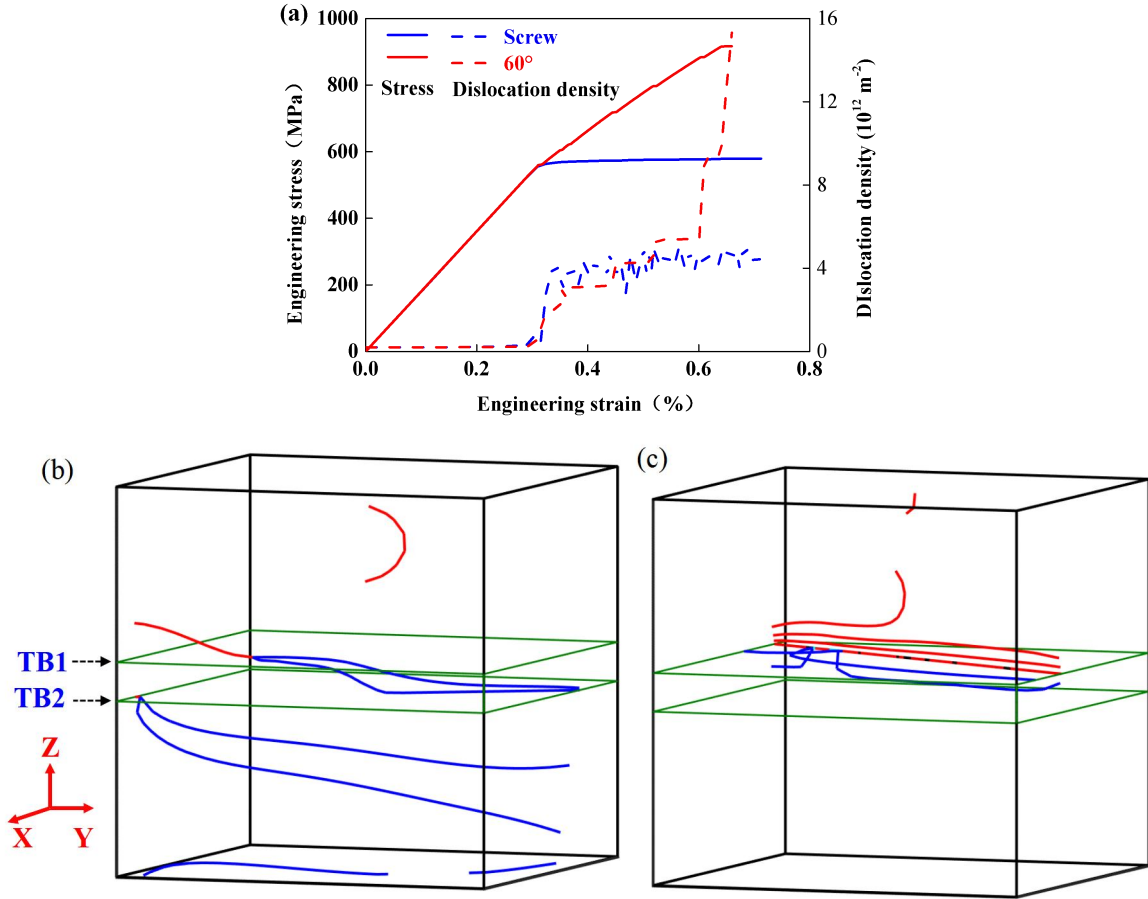 (a)
1000
800
600
400
200
0
Engineering stress（MPa）
16
12
8
4
0
DIslocation density (10¹² m⁻²)
Screw
60°
Stress Dislocation density
0.0 0.2 0.4 0.6 0.8
Engineering strain（%）
(b)
(c)
TB1
TB2
Z
X Y